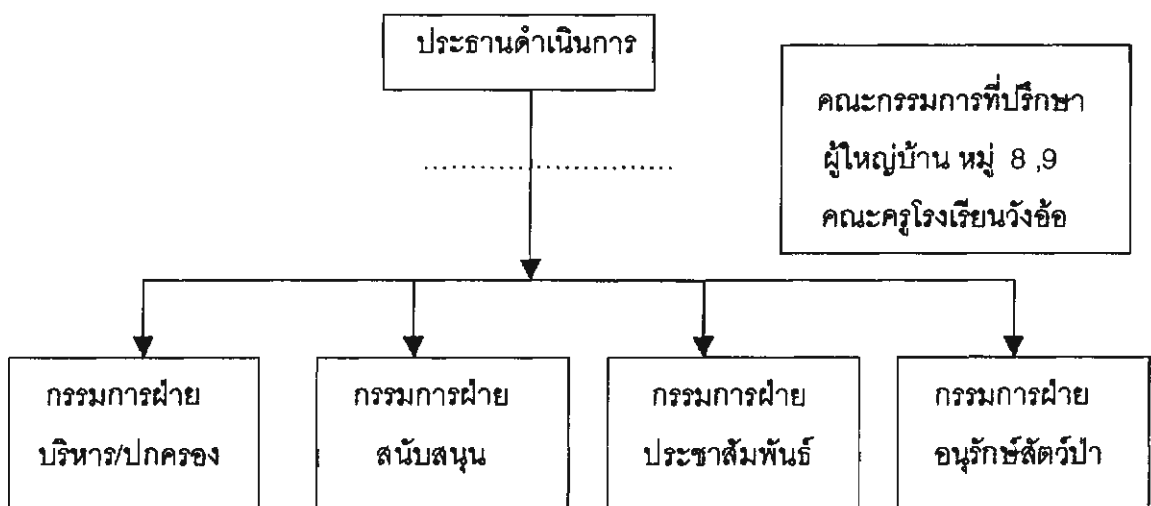 ประธานดำเนินการ
คณะกรรมการที่ปรึกษา
ผู้ใหญ่บ้าน หมู่ 8 ,9
คณะครูโรงเรียนวังอ้อ
กรรมการฝ่าย
บริหาร/ปกครอง
กรรมการฝ่าย
สนับสนุน
กรรมการฝ่าย
ประชาสัมพันธ์
กรรมการฝ่าย
อนุรักษ์สัตว์ป่า